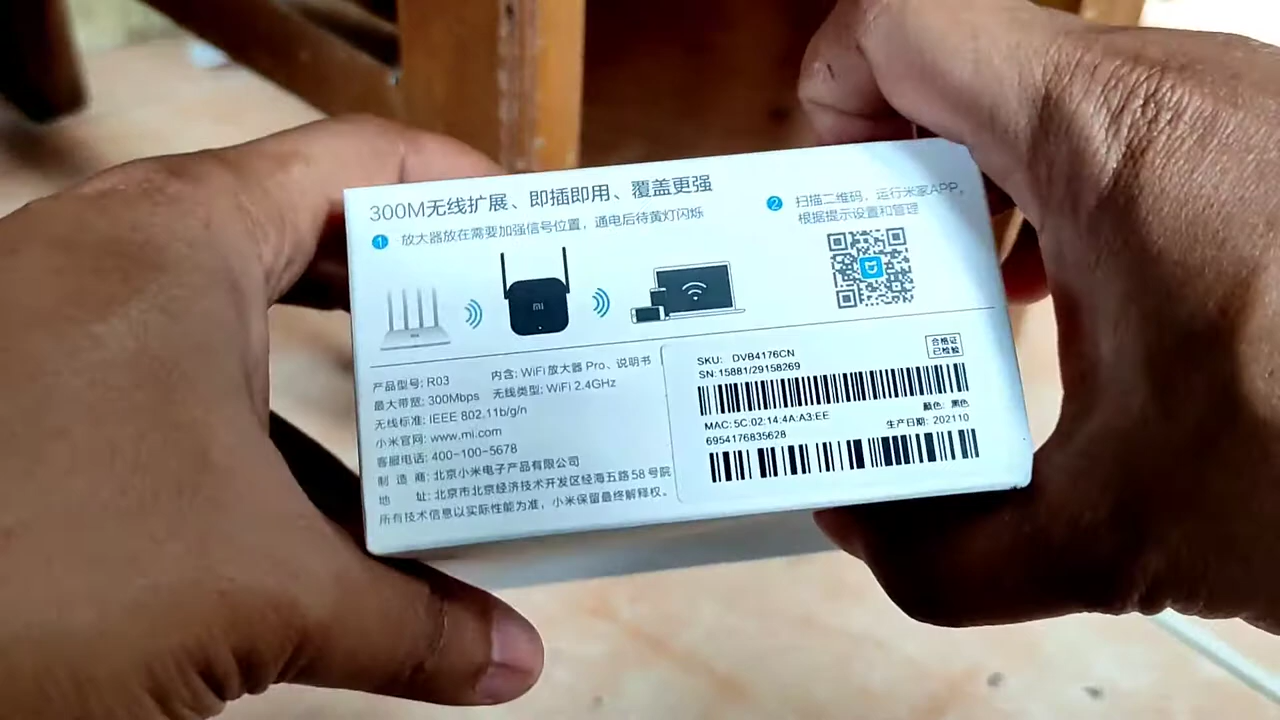 300M无线扩展、即插即用、覆盖更强
1 放大器放在需要加强信号位置，通电后待黄灯闪烁
2 扫描二维码，运行米家APP，
根据提示设置和管理
mi
产品型号: R03 内含: WiFi 放大器 Pro、说明书
最大带宽: 300Mbps 无线类型: WiFi 2.4GHz
无线标准: IEEE 802.11b/g/n
小米官网: www.mi.com
客服电话: 400-100-5678
制 造 商: 北京小米电子产品有限公司
地 址: 北京市北京经济技术开发区经海五路58号院
所有技术信息以实际性能为准，小米保留最终解释权。
SKU: DVB4176CN
SN: 15881/29158269
合格证
已检验
MAC: 5C:02:14:4A:A3:EE 颜色: 黑色
6954176835628 生产日期: 202110